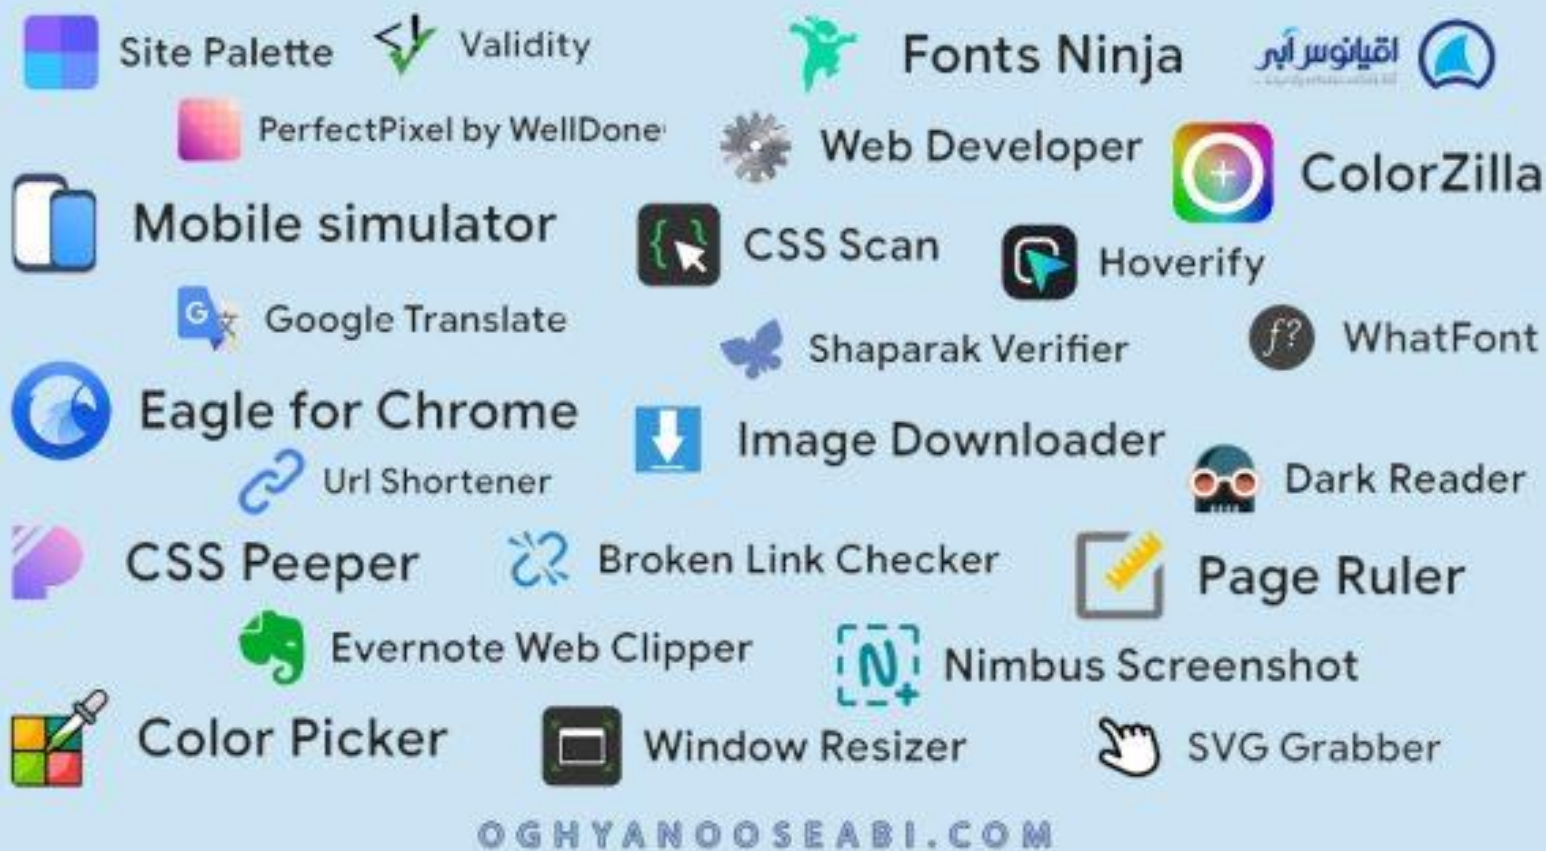 Site Palette
Validity
Fonts Ninja
اقیانوس آبی
PerfectPixel by WellDone
Web Developer
ColorZilla
Mobile simulator
CSS Scan
Hoverify
Google Translate
Shaparak Verifier
f?
WhatFont
Eagle for Chrome
Image Downloader
Url Shortener
Dark Reader
CSS Peeper
Broken Link Checker
Page Ruler
Evernote Web Clipper
N
Nimbus Screenshot
Color Picker
Window Resizer
SVG Grabber
OGHYANOOSEABI.COM